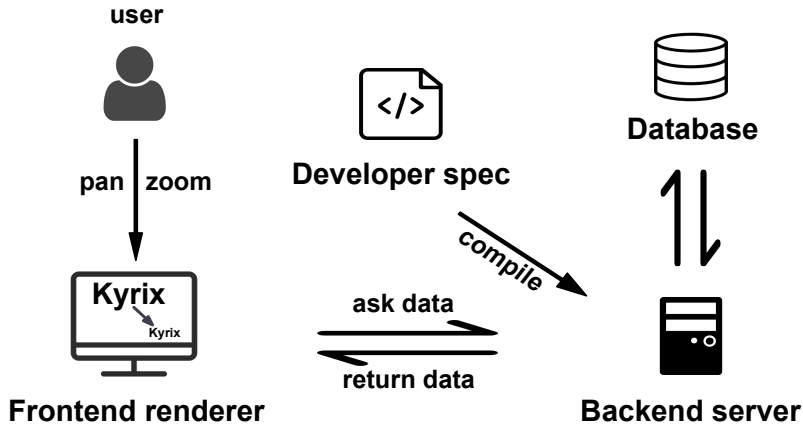 user
</>
Database
Developer spec
pan zoom
compile
Kyrix
Kyrix
ask data
return data
Frontend renderer
Backend server